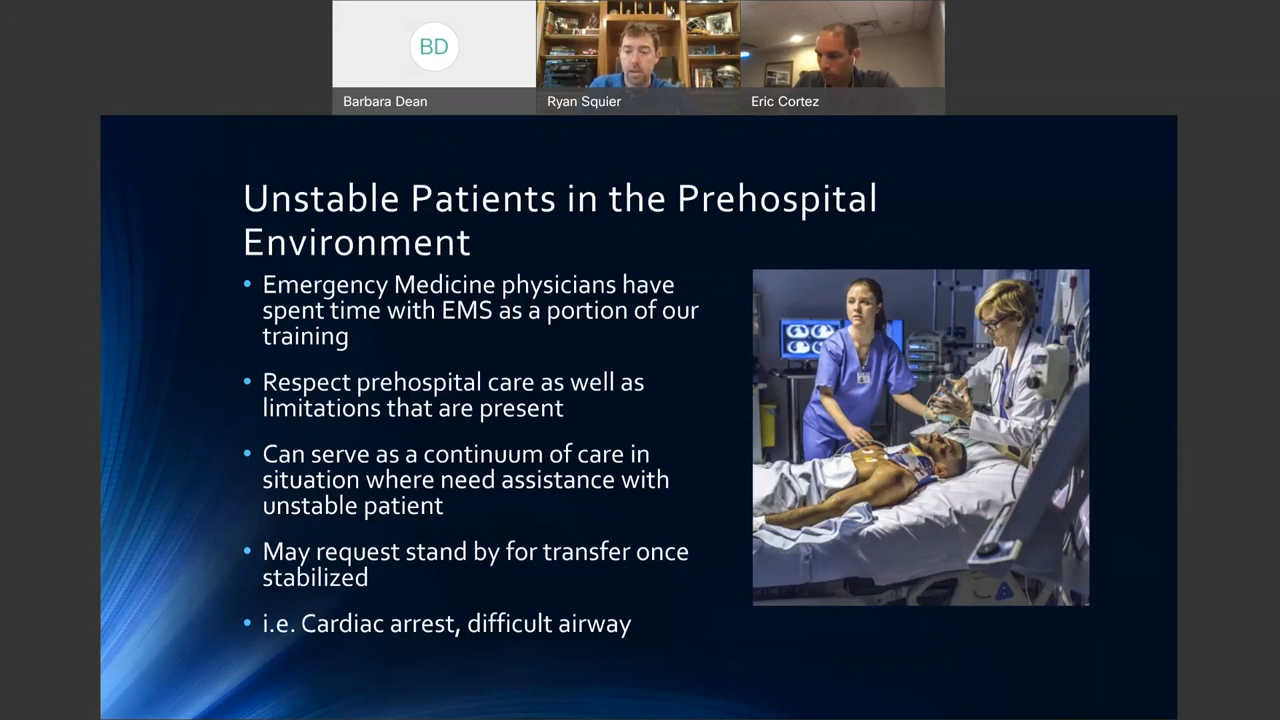 BD
Barbara Dean
Ryan Squier
Eric Cortez
Unstable Patients in the Prehospital
Environment
• Emergency Medicine physicians have
spent time with EMS as a portion of our
training
• Respect prehospital care as well as
limitations that are present
• Can serve as a continuum of care in
situation where need assistance with
unstable patient
• May request stand by for transfer once
stabilized
• i.e. Cardiac arrest, difficult airway